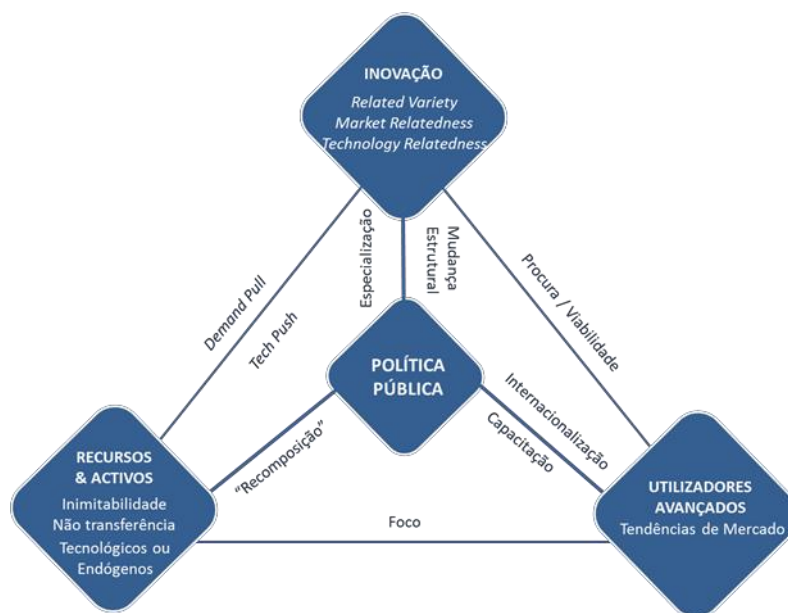 INOVAÇÃO
Related Variety
Market Relatedness
Technology Relatedness
Especialização
Mudança
Estrutural
Demand Pull
Tech Push
Procura / Viabilidade
POLÍTICA
PÚBLICA
"Recomposição"
Internacionalização
Capacitação
RECURSOS
& ACTIVOS
Inimitabilidade
Não transferência
Tecnológicos ou
Endógenos
Foco
UTILIZADORES
AVANÇADOS
Tendências de Mercado